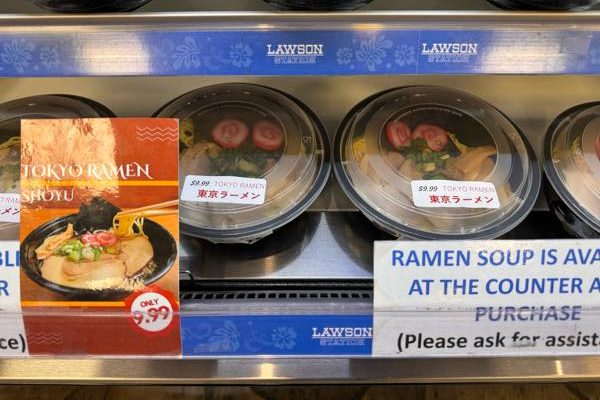 LAWSON
STATION
LAWSON
STATION
TOKYO RAMEN
SHOYU
ONLY
9.99
$9.99 TOKYO RAMEN
東京ラーメン
$9.99 TOKYO RAMEN
東京ラーメン
メン
LAWSON
STATION
RAMEN SOUP IS AVA
AT THE COUNTER A
PURCHASE
(Please ask for assist